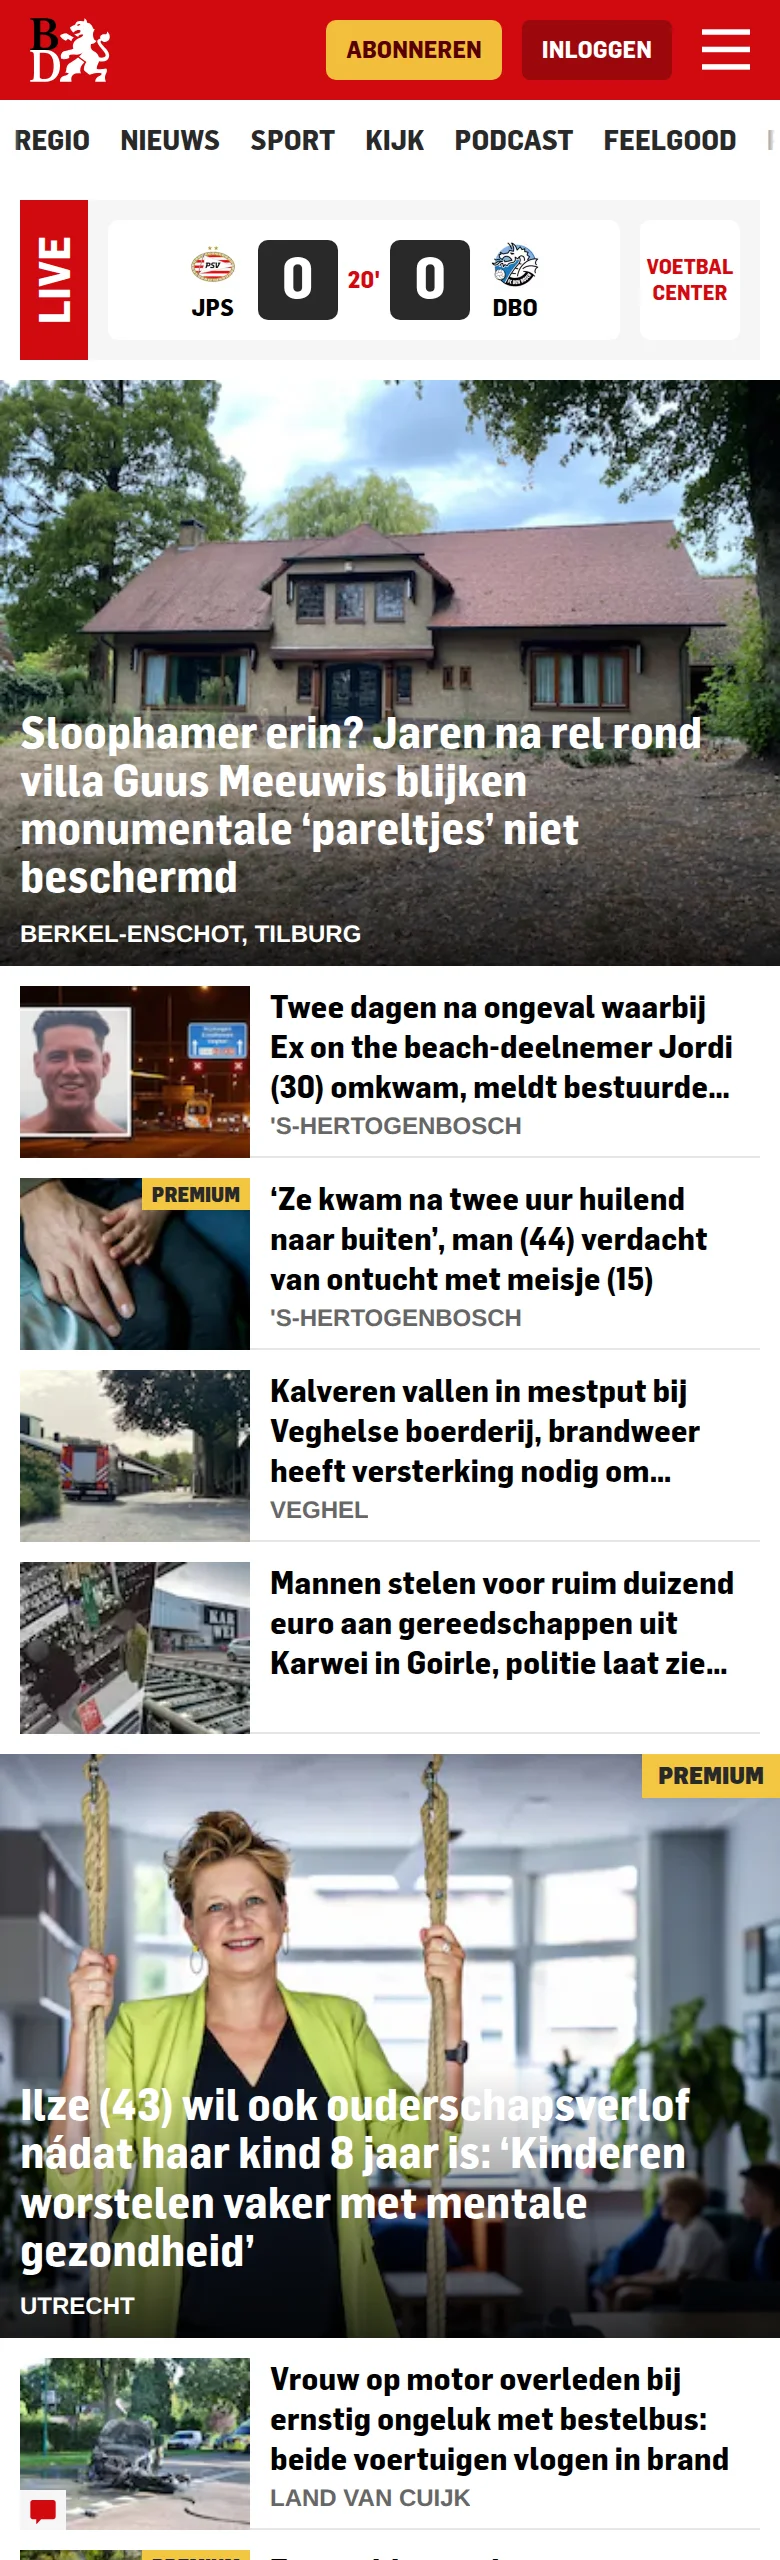 B
D
ABONNEREN
INLOGGEN
REGIO NIEUWS SPORT KIJK PODCAST FEELGOOD
LIVE
PSV
JPS
0
20'
0
DBO
VOETBAL
CENTER
Sloophamer erin? Jaren na rel rond
villa Guus Meeuwis blijken
monumentale ‘pareltjes’ niet
beschermd
BERKEL-ENSCHOT, TILBURG
Twee dagen na ongeval waarbij
Ex on the beach-deelnemer Jordi
(30) omkwam, meldt bestuurde...
'S-HERTOGENBOSCH
PREMIUM
‘Ze kwam na twee uur huilend
naar buiten’, man (44) verdacht
van ontucht met meisje (15)
'S-HERTOGENBOSCH
Kalveren vallen in mestput bij
Veghelse boerderij, brandweer
heeft versterking nodig om...
VEGHEL
Mannen stelen voor ruim duizend
euro aan gereedschappen uit
Karwei in Goirle, politie laat zie...
PREMIUM
Ilze (43) wil ook ouderschapsverlof
nádat haar kind 8 jaar is: ‘Kinderen
worstelen vaker met mentale
gezondheid’
UTRECHT
Vrouw op motor overleden bij
ernstig ongeluk met bestelbus:
beide voertuigen vlogen in brand
LAND VAN CUIJK